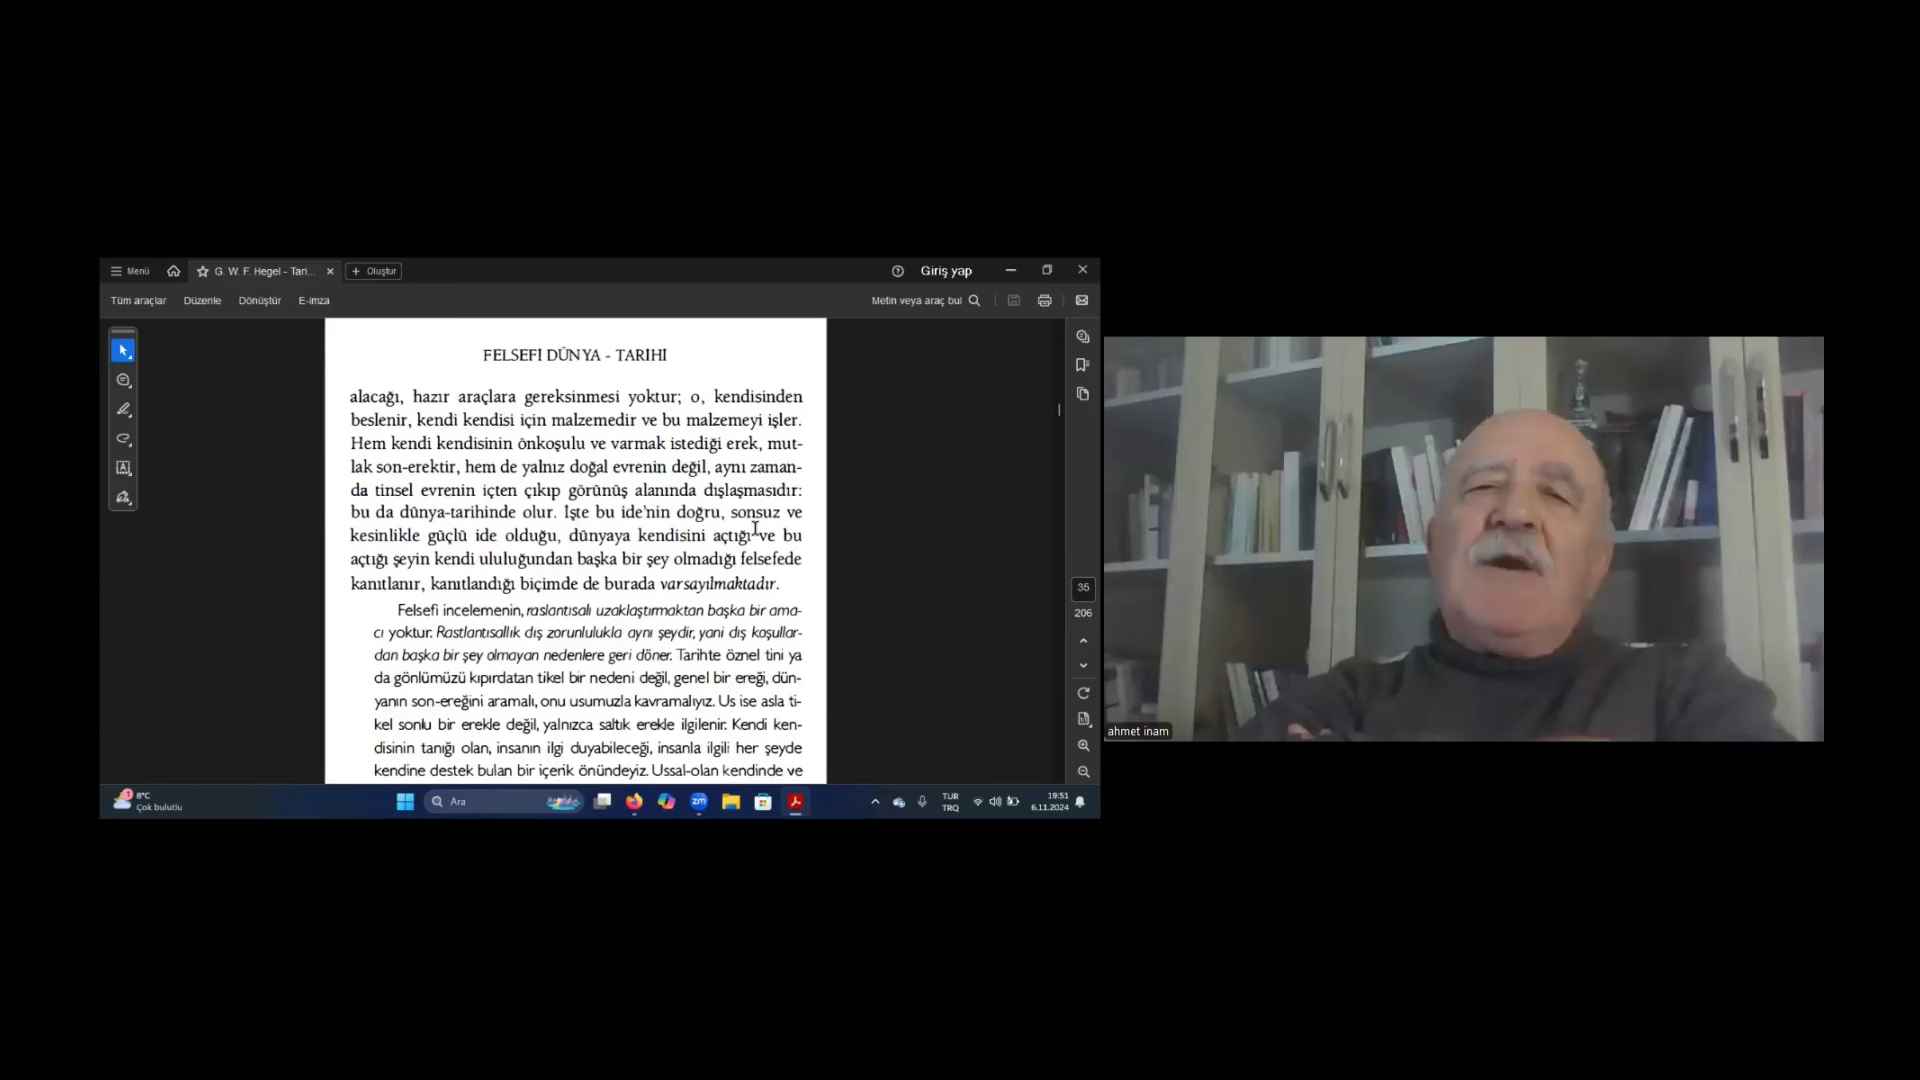 Menü
G. W. F. Hegel - Tari...
Oluştur
Giriş yap
Tüm araçlar
Düzenle
Dönüştür
E-imza
Metin veya araç bul
FELSEFİ DÜNYA - TARİHİ
alacağı, hazır araçlara gereksinmesi yoktur; o, kendisinden
beslenir, kendi kendisi için malzemedir ve bu malzemeyi işler.
Hem kendi kendisinin önkoşulu ve varmak istediği erek, mut-
lak son-erektir, hem de yalnız doğal evrenin değil, aynı zaman-
da tinsel evrenin içten çıkıp görünüş alanında dışlaşmasıdır:
bu da dünya-tarihinde olur. İşte bu ide'nin doğru, sonsuz ve
kesinlikle güçlü ide olduğu, dünyaya kendisini açtığı ve bu
açtığı şeyin kendi ululuğundan başka bir şey olmadığı felsefede
kanıtlanır, kanıtlandığı biçimde de burada varsayılmaktadır.
Felsefi incelemenin, raslantısalı uzaklaştırmaktan başka bir ama-
cı yoktur. Rastlantısallık dış zorunlulukla aynı şeydir, yani dış koşullar-
dan başka bir şey olmayan nedenlere geri döner. Tarihte öznel tini ya
da gönlümüzü kıpırdatan tikel bir nedeni değil, genel bir ereği, dün-
yanın son-ereğini aramalı, onu usumuzla kavramalıyız. Us ise asla ti-
kel sonlu bir erekle değil, yalnızca saltık erekle ilgilenir. Kendi ken-
disinin tanığı olan, insanın ilgi duyabileceği, insanla ilgili her şeyde
kendine destek bulan bir içerik önündeyiz. Ussal-olan kendinde ve
35
206
1
8°C
Çok bulutlu
Ara
zm
TUR
TRQ
19:51
6.11.2024
ahmet inam